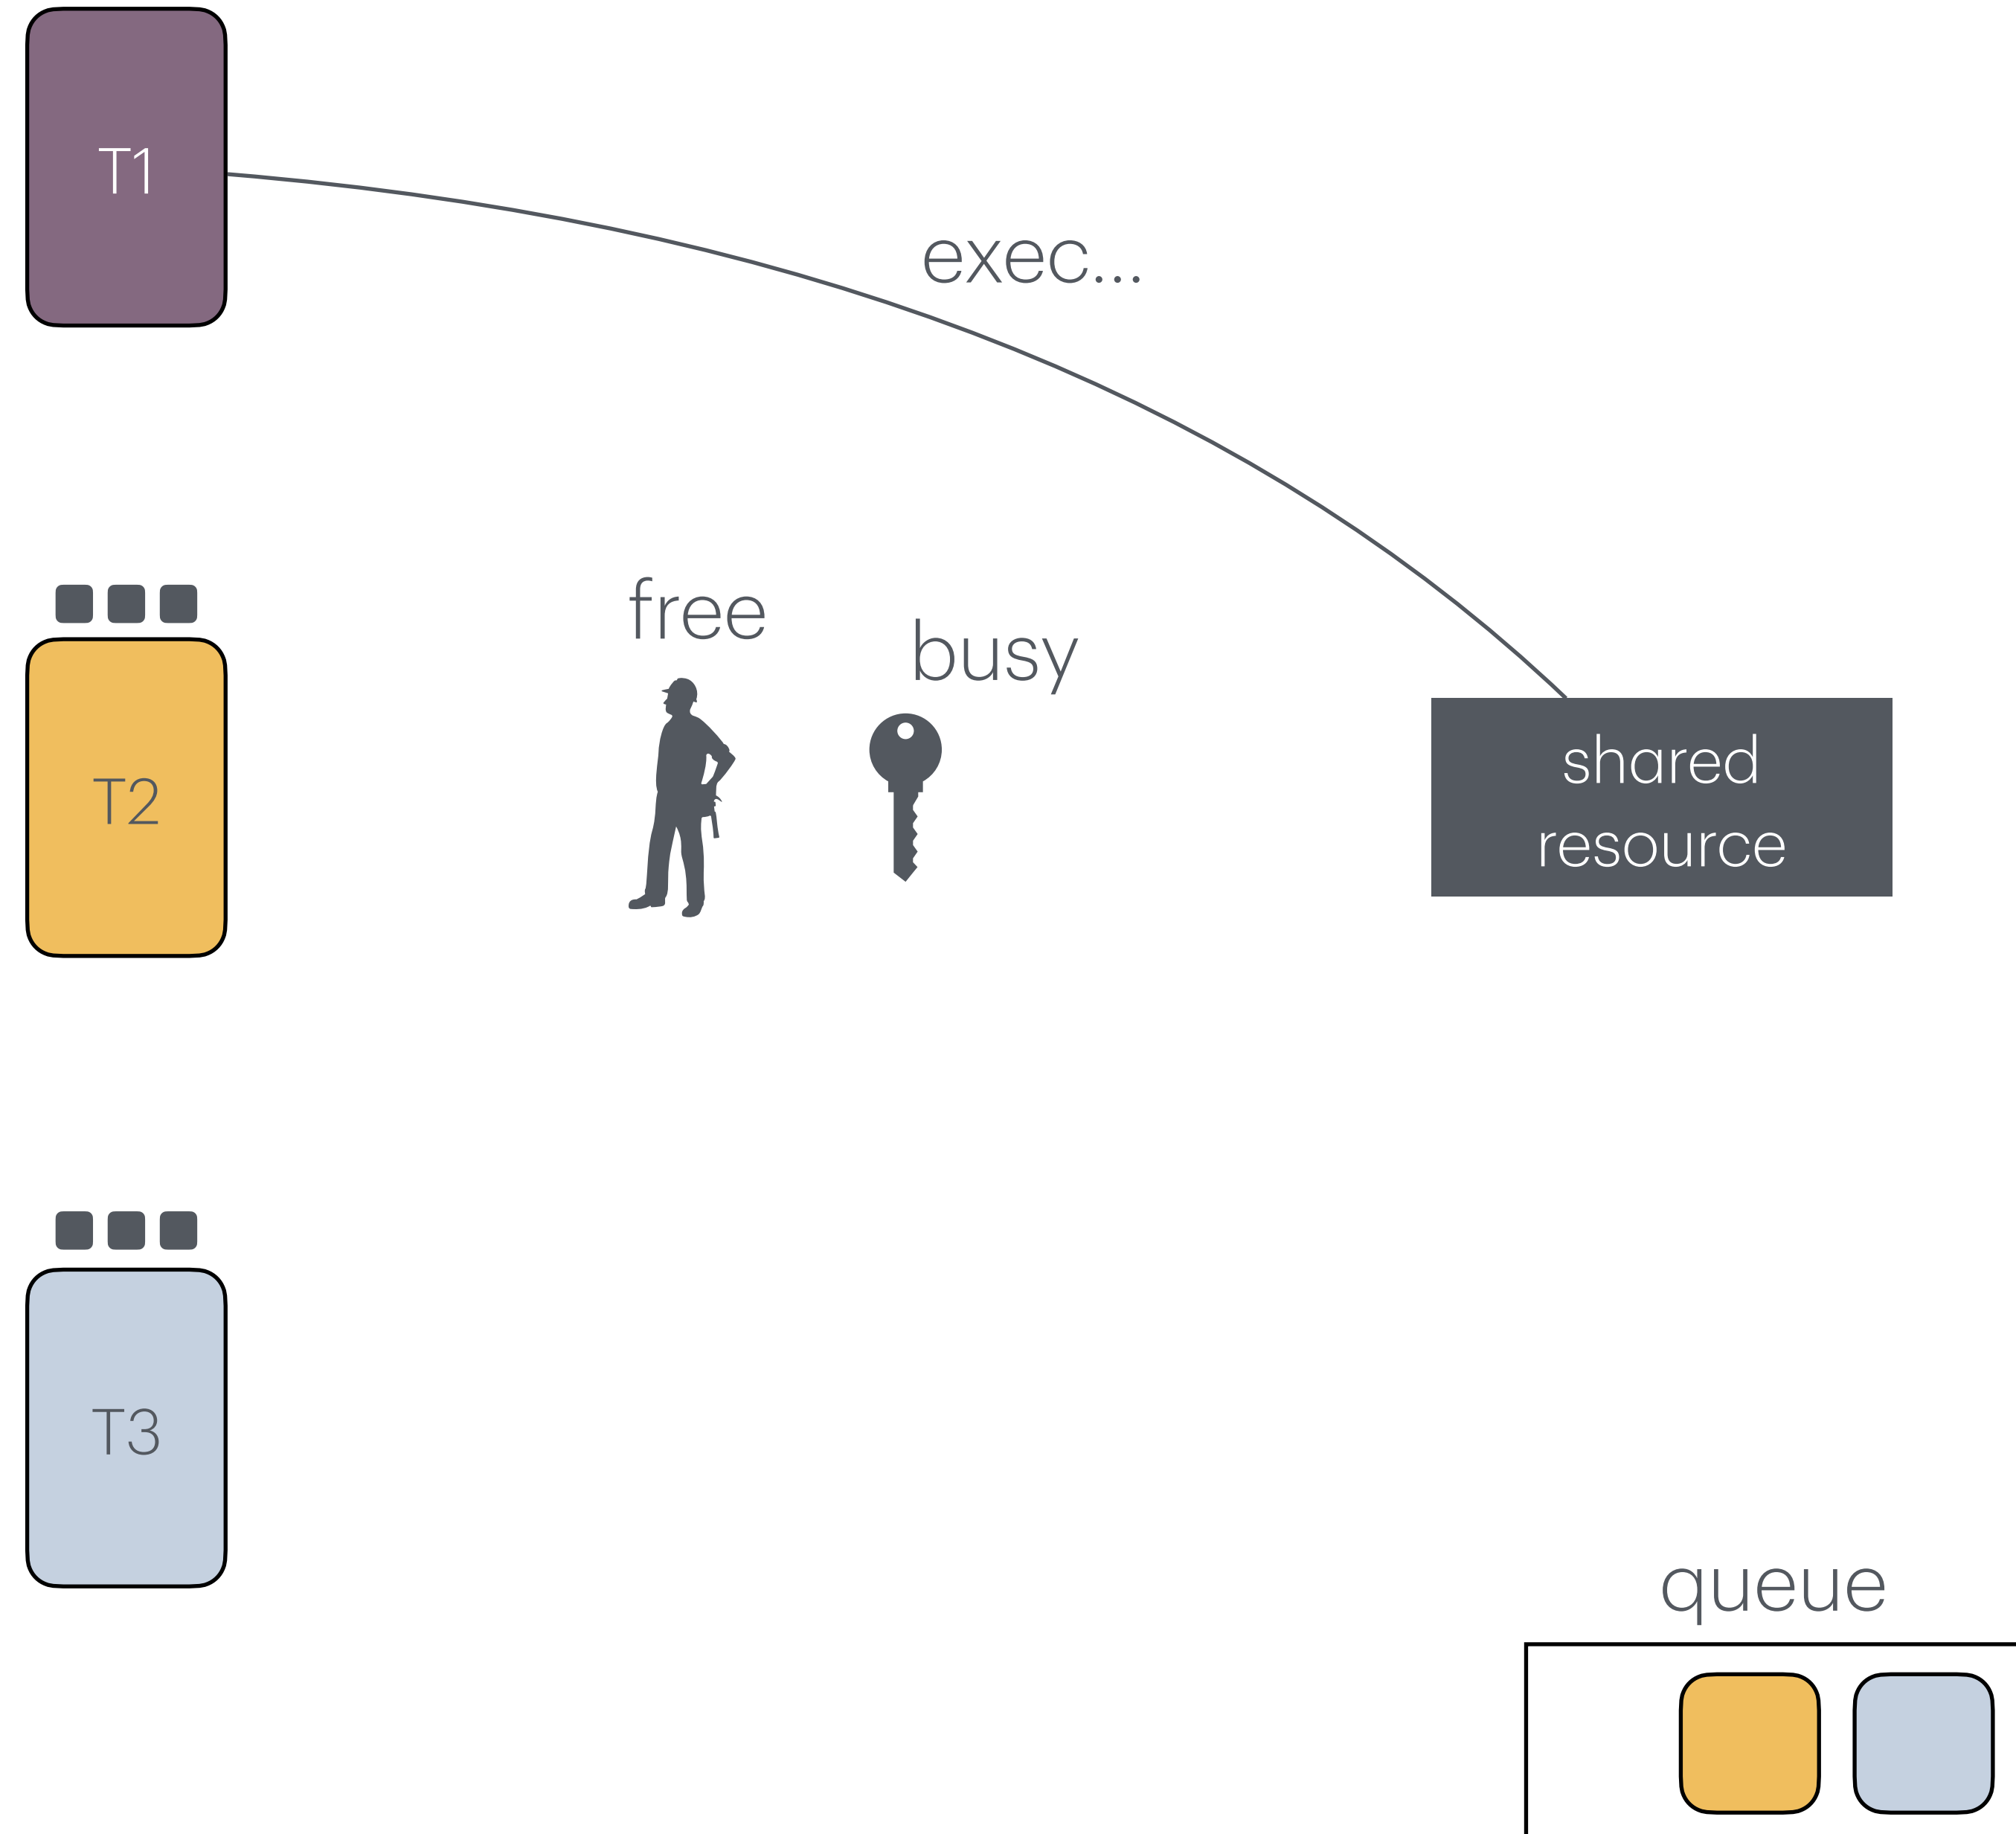 T1
exec...
free
busy
T2
shared
resource
T3
queue